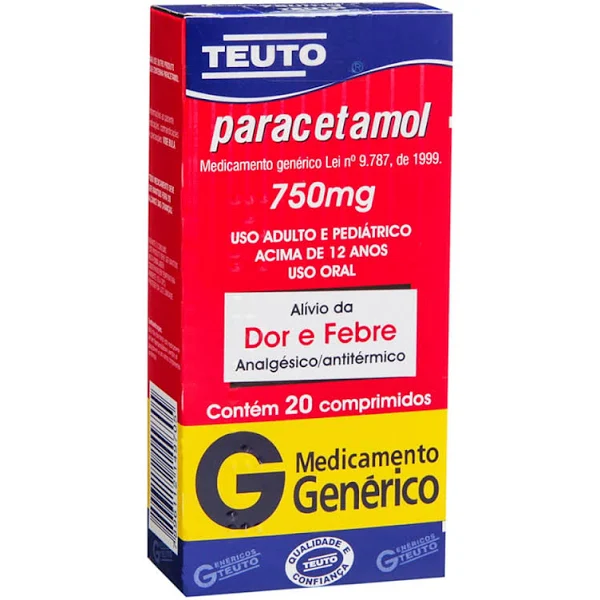 TEUTO
paracetamol
Medicamento genérico Lei nº 9.787, de 1999.
750mg
USO ADULTO E PEDIÁTRICO
ACIMA DE 12 ANOS
USO ORAL
Alívio da
Dor e Febre
Analgésico/antitérmico
Contém 20 comprimidos
G Medicamento
Genérico
GENÉRICOS
TEUTO
QUALIDADE E
CONFIANÇA
GENÉRICOS
TEUTO